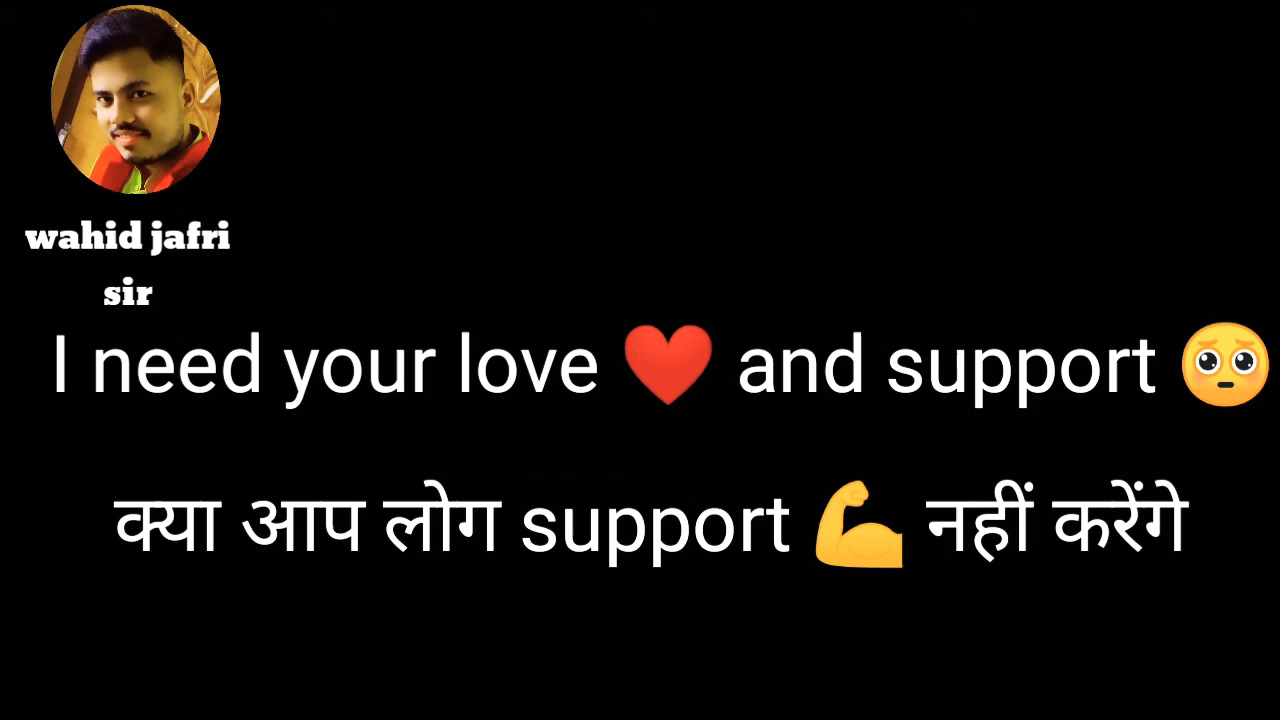 wahid jafri
sir
I need your love ❤️ and support 🥺
क्या आप लोग support 💪 नहीं करेंगे